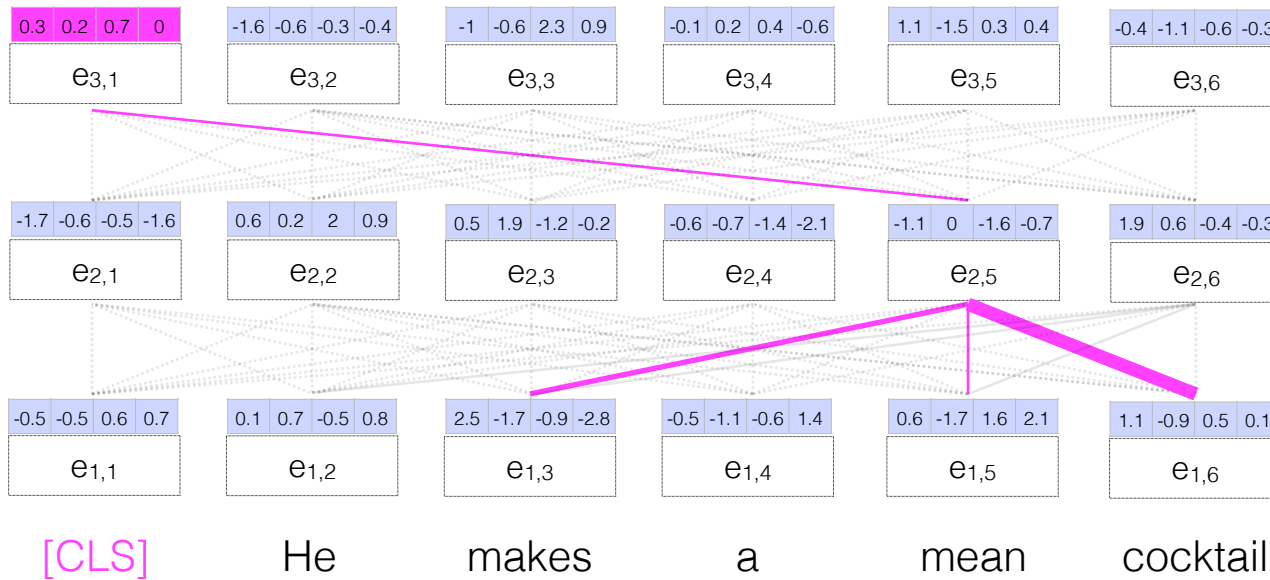 0.3 0.2 0.7 0 -1.6 -0.6 -0.3 -0.4 -1 -0.6 2.3 0.9 -0.1 0.2 0.4 -0.6 1.1 -1.5 0.3 0.4 -0.4 -1.1 -0.6 -0.3
e3,1 e3,2 e3,3 e3,4 e3,5 e3,6
-1.7 -0.6 -0.5 -1.6 0.6 0.2 2 0.9 0.5 1.9 -1.2 -0.2 -0.6 -0.7 -1.4 -2.1 -1.1 0 -1.6 -0.7 1.9 0.6 -0.4 -0.3
e2,1 e2,2 e2,3 e2,4 e2,5 e2,6
-0.5 -0.5 0.6 0.7 0.1 0.7 -0.5 0.8 2.5 -1.7 -0.9 -2.8 -0.5 -1.1 -0.6 1.4 0.6 -1.7 1.6 2.1 1.1 -0.9 0.5 0.1
e1,1 e1,2 e1,3 e1,4 e1,5 e1,6
[CLS] He makes a mean cocktail